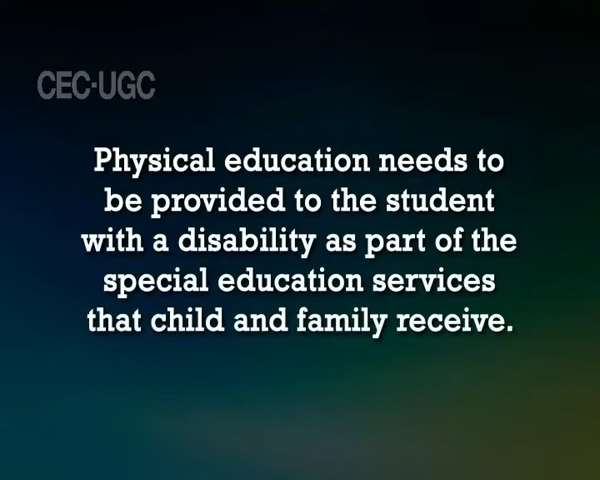 CEC-UGC
Physical education needs to
be provided to the student
with a disability as part of the
special education services
that child and family receive.